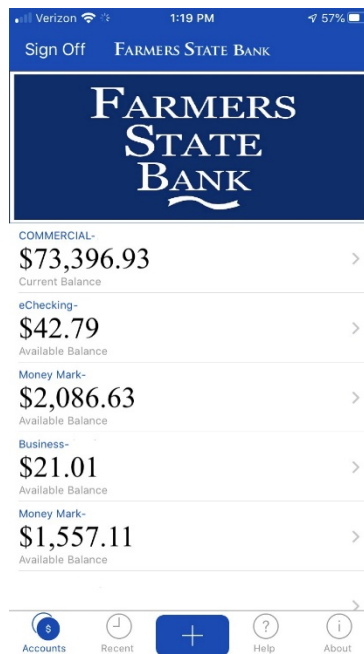 Verizon 1:19 PM 57%
Sign Off FARMERS STATE BANK
FARMERS
STATE
BANK
COMMERCIAL-
$73,396.93
Current Balance
eChecking-
$42.79
Available Balance
Money Mark-
$2,086.63
Available Balance
Business-
$21.01
Available Balance
Money Mark-
$1,557.11
Available Balance
Accounts Recent + Help About